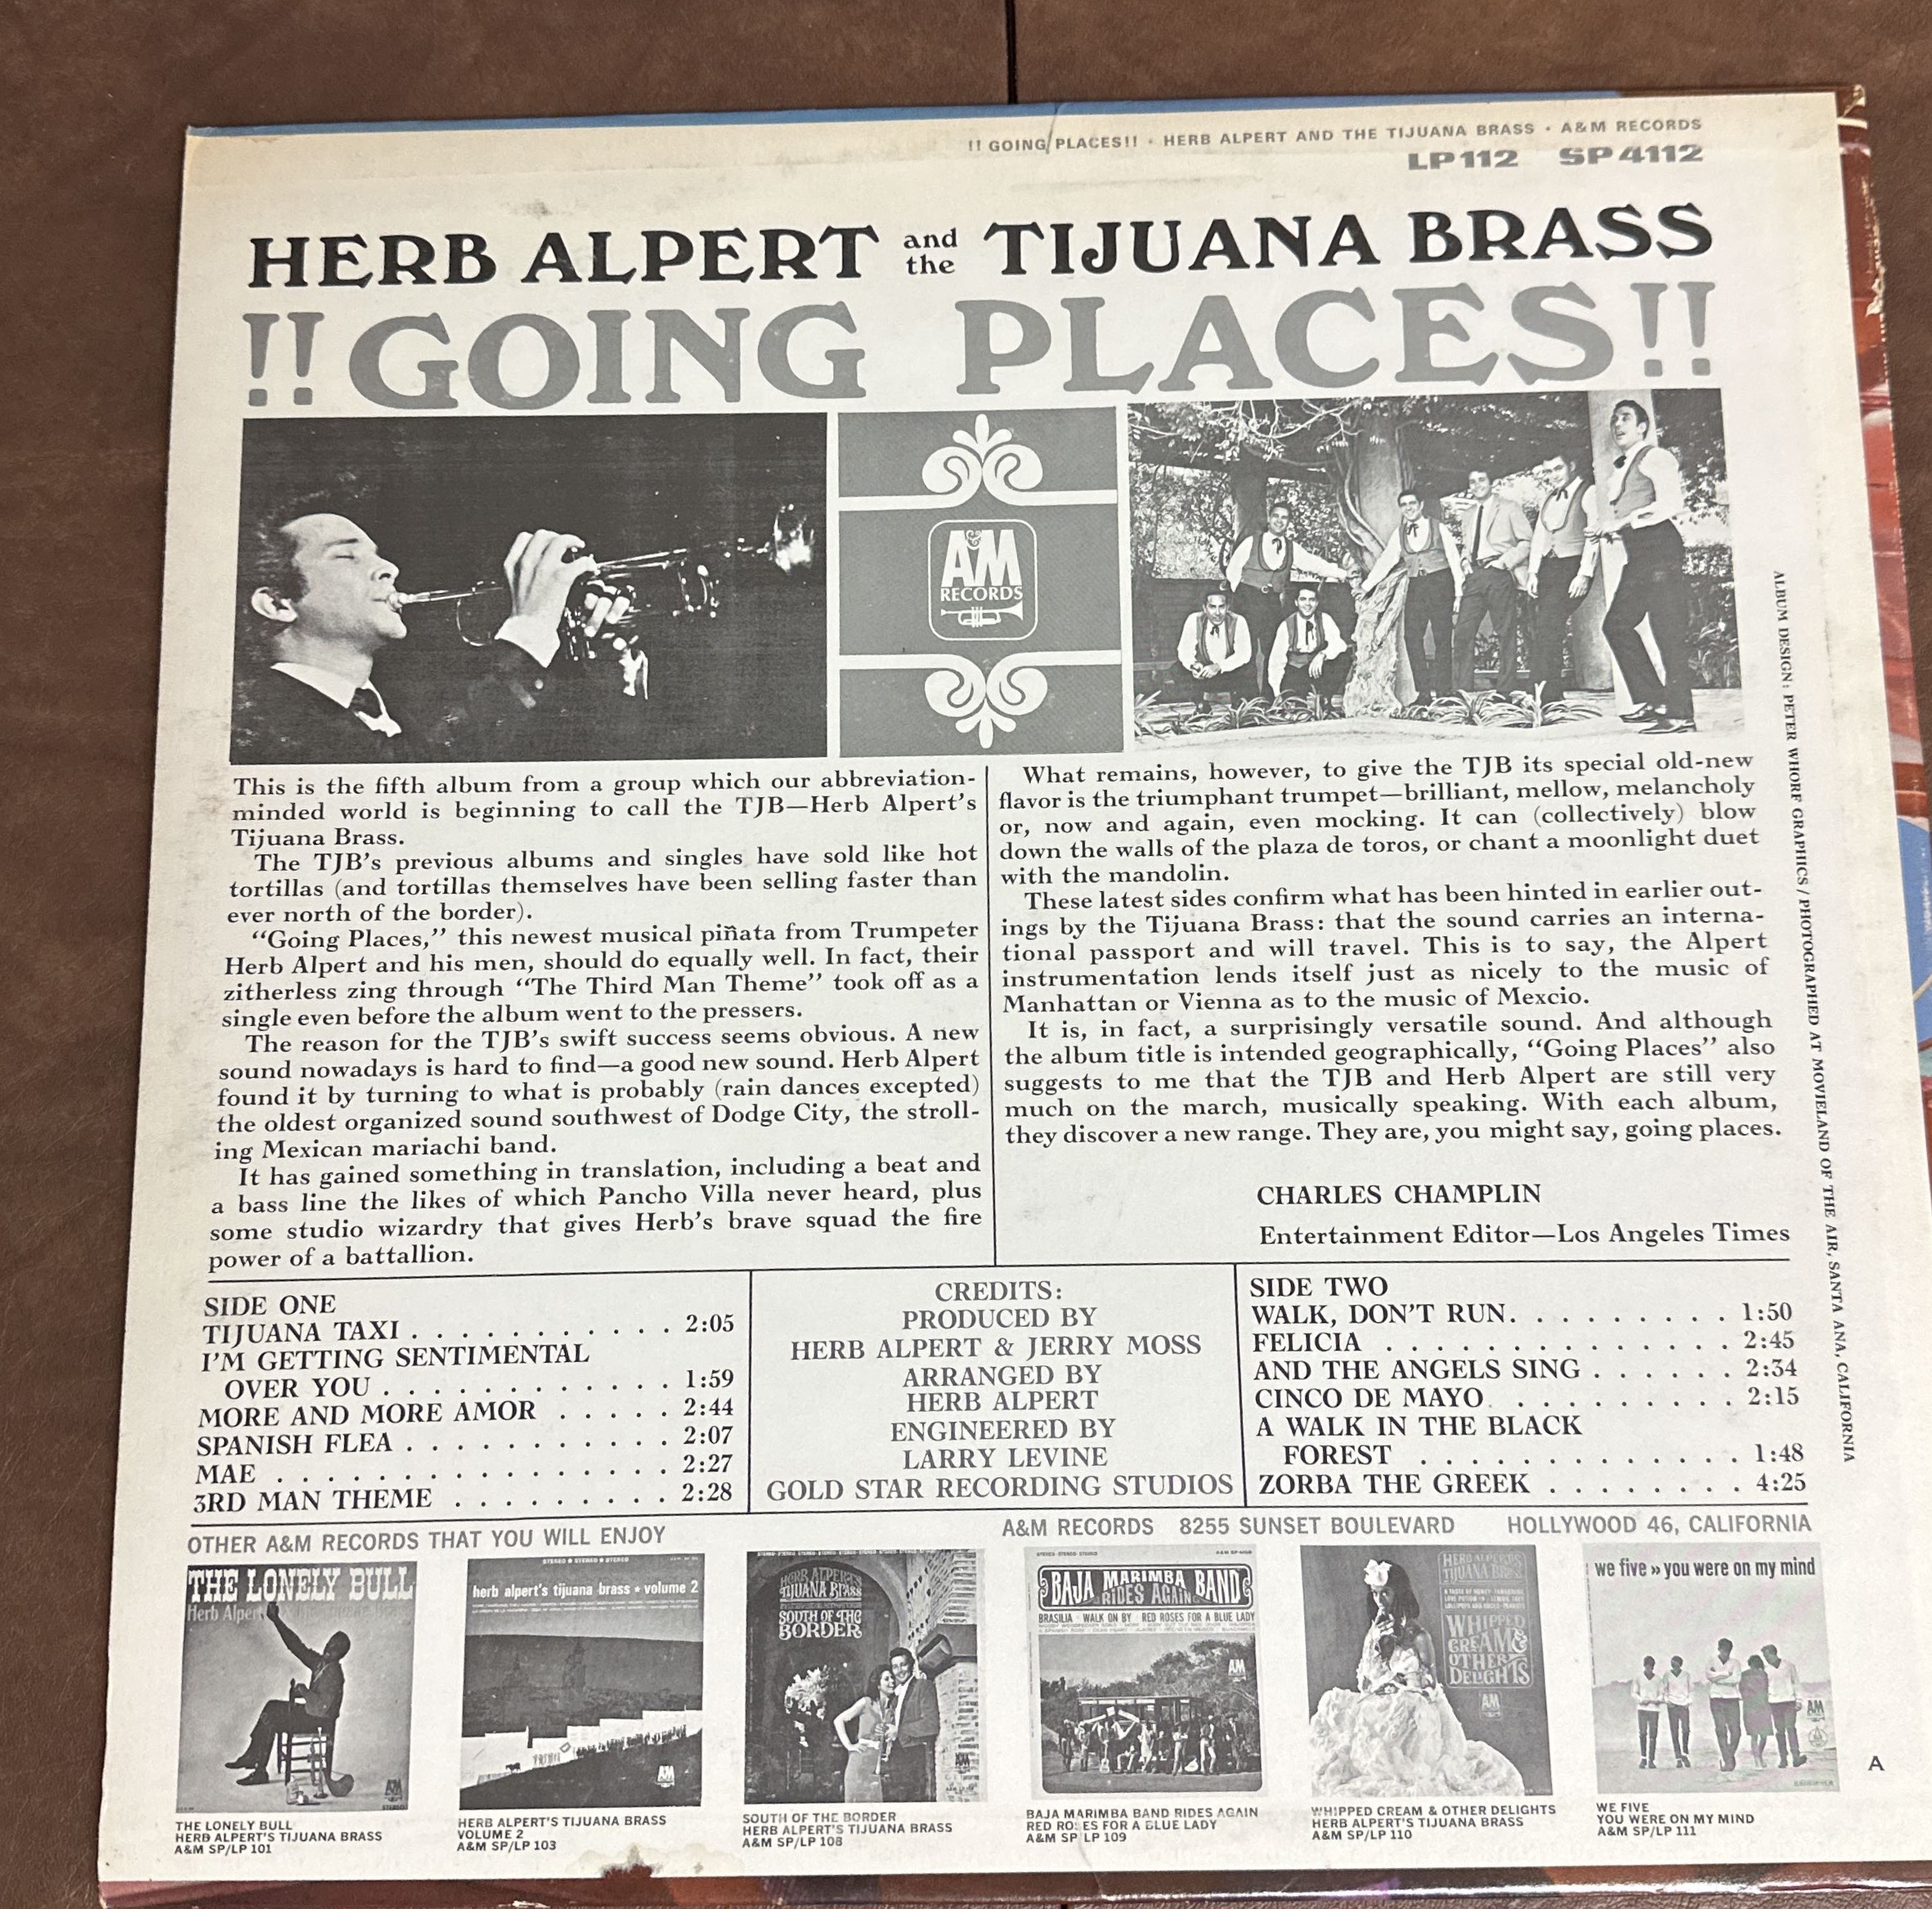 !! GOING PLACES!! · HERB ALPERT AND THE TIJUANA BRASS · A&M RECORDS
LP112 SP4112
HERB ALPERT and the TIJUANA BRASS
!!GOING PLACES!!
A&M
RECORDS
This is the fifth album from a group which our abbreviation-
minded world is beginning to call the TJB—Herb Alpert's
Tijuana Brass.
The TJB's previous albums and singles have sold like hot
tortillas (and tortillas themselves have been selling faster than
ever north of the border).
"Going Places," this newest musical piñata from Trumpeter
Herb Alpert and his men, should do equally well. In fact, their
zitherless zing through "The Third Man Theme" took off as a
single even before the album went to the pressers.
The reason for the TJB's swift success seems obvious. A new
sound nowadays is hard to find—a good new sound. Herb Alpert
found it by turning to what is probably (rain dances excepted)
the oldest organized sound southwest of Dodge City, the stroll-
ing Mexican mariachi band.
It has gained something in translation, including a beat and
a bass line the likes of which Pancho Villa never heard, plus
some studio wizardry that gives Herb's brave squad the fire
power of a battallion.
What remains, however, to give the TJB its special old-new
flavor is the triumphant trumpet—brilliant, mellow, melancholy
or, now and again, even mocking. It can (collectively) blow
down the walls of the plaza de toros, or chant a moonlight duet
with the mandolin.
These latest sides confirm what has been hinted in earlier out-
ings by the Tijuana Brass: that the sound carries an interna-
tional passport and will travel. This is to say, the Alpert
instrumentation lends itself just as nicely to the music of
Manhattan or Vienna as to the music of Mexcio.
It is, in fact, a surprisingly versatile sound. And although
the album title is intended geographically, "Going Places" also
suggests to me that the TJB and Herb Alpert are still very
much on the march, musically speaking. With each album,
they discover a new range. They are, you might say, going places.
CHARLES CHAMPLIN
Entertainment Editor—Los Angeles Times
ALBUM DESIGN: PETER WHORF GRAPHICS / PHOTOGRAPHED AT MOVIELAND OF THE AIR, SANTA ANA, CALIFORNIA
SIDE ONE
TIJUANA TAXI . . . . . . . . . . . 2:05
I'M GETTING SENTIMENTAL
OVER YOU . . . . . . . . . . . . 1:59
MORE AND MORE AMOR . . . . . 2:44
SPANISH FLEA . . . . . . . . . . . 2:07
MAE . . . . . . . . . . . . . . . . 2:27
3RD MAN THEME . . . . . . . . . 2:28
CREDITS:
PRODUCED BY
HERB ALPERT & JERRY MOSS
ARRANGED BY
HERB ALPERT
ENGINEERED BY
LARRY LEVINE
GOLD STAR RECORDING STUDIOS
SIDE TWO
WALK, DON'T RUN. . . . . . . . . 1:50
FELICIA . . . . . . . . . . . . . . 2:45
AND THE ANGELS SING . . . . . . 2:34
CINCO DE MAYO . . . . . . . . . . 2:15
A WALK IN THE BLACK
FOREST . . . . . . . . . . . . . 1:48
ZORBA THE GREEK . . . . . . . . 4:25
OTHER A&M RECORDS THAT YOU WILL ENJOY
A&M RECORDS 8255 SUNSET BOULEVARD HOLLYWOOD 46, CALIFORNIA
THE LONELY BULL
Herb Alpert
A&M
THE LONELY BULL
HERB ALPERT'S TIJUANA BRASS
A&M SP/LP 101
STEREO ● STEREO ● STEREO
herb alpert's tijuana brass • volume 2
A&M
HERB ALPERT'S TIJUANA BRASS
VOLUME 2
A&M SP/LP 103
HERB ALPERT'S
TIJUANA BRASS
SOUTH OF THE
BORDER
A&M
SOUTH OF THE BORDER
HERB ALPERT'S TIJUANA BRASS
A&M SP/LP 108
BAJA MARIMBA BAND
RIDES AGAIN
BRASILIA · WALK ON BY · RED ROSES FOR A BLUE LADY
A&M
BAJA MARIMBA BAND RIDES AGAIN
RED ROSES FOR A BLUE LADY
A&M SP LP 109
HERB ALPERT'S
TIJUANA BRASS
WHIPPED
CREAM &
OTHER
DELIGHTS
A&M
WHIPPED CREAM & OTHER DELIGHTS
HERB ALPERT'S TIJUANA BRASS
A&M SP/LP 110
we five » you were on my mind
A&M
WE FIVE
YOU WERE ON MY MIND
A&M SP/LP 111
A